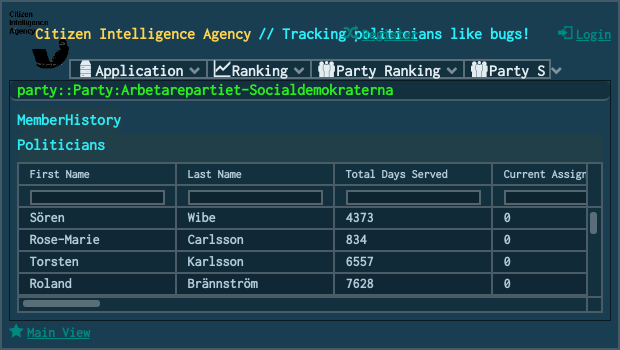 Citizen
Intelligence
Agency
Citizen Intelligence Agency // Tracking politicians like bugs!
Register
Login
Application
Ranking
Party Ranking
Party S
party::Party:Arbetarepartiet-Socialdemokraterna
MemberHistory
Politicians
First Name Last Name Total Days Served Current Assign
Sören Wibe 4373 0
Rose-Marie Carlsson 834 0
Torsten Karlsson 6557 0
Roland Brännström 7628 0
Main View